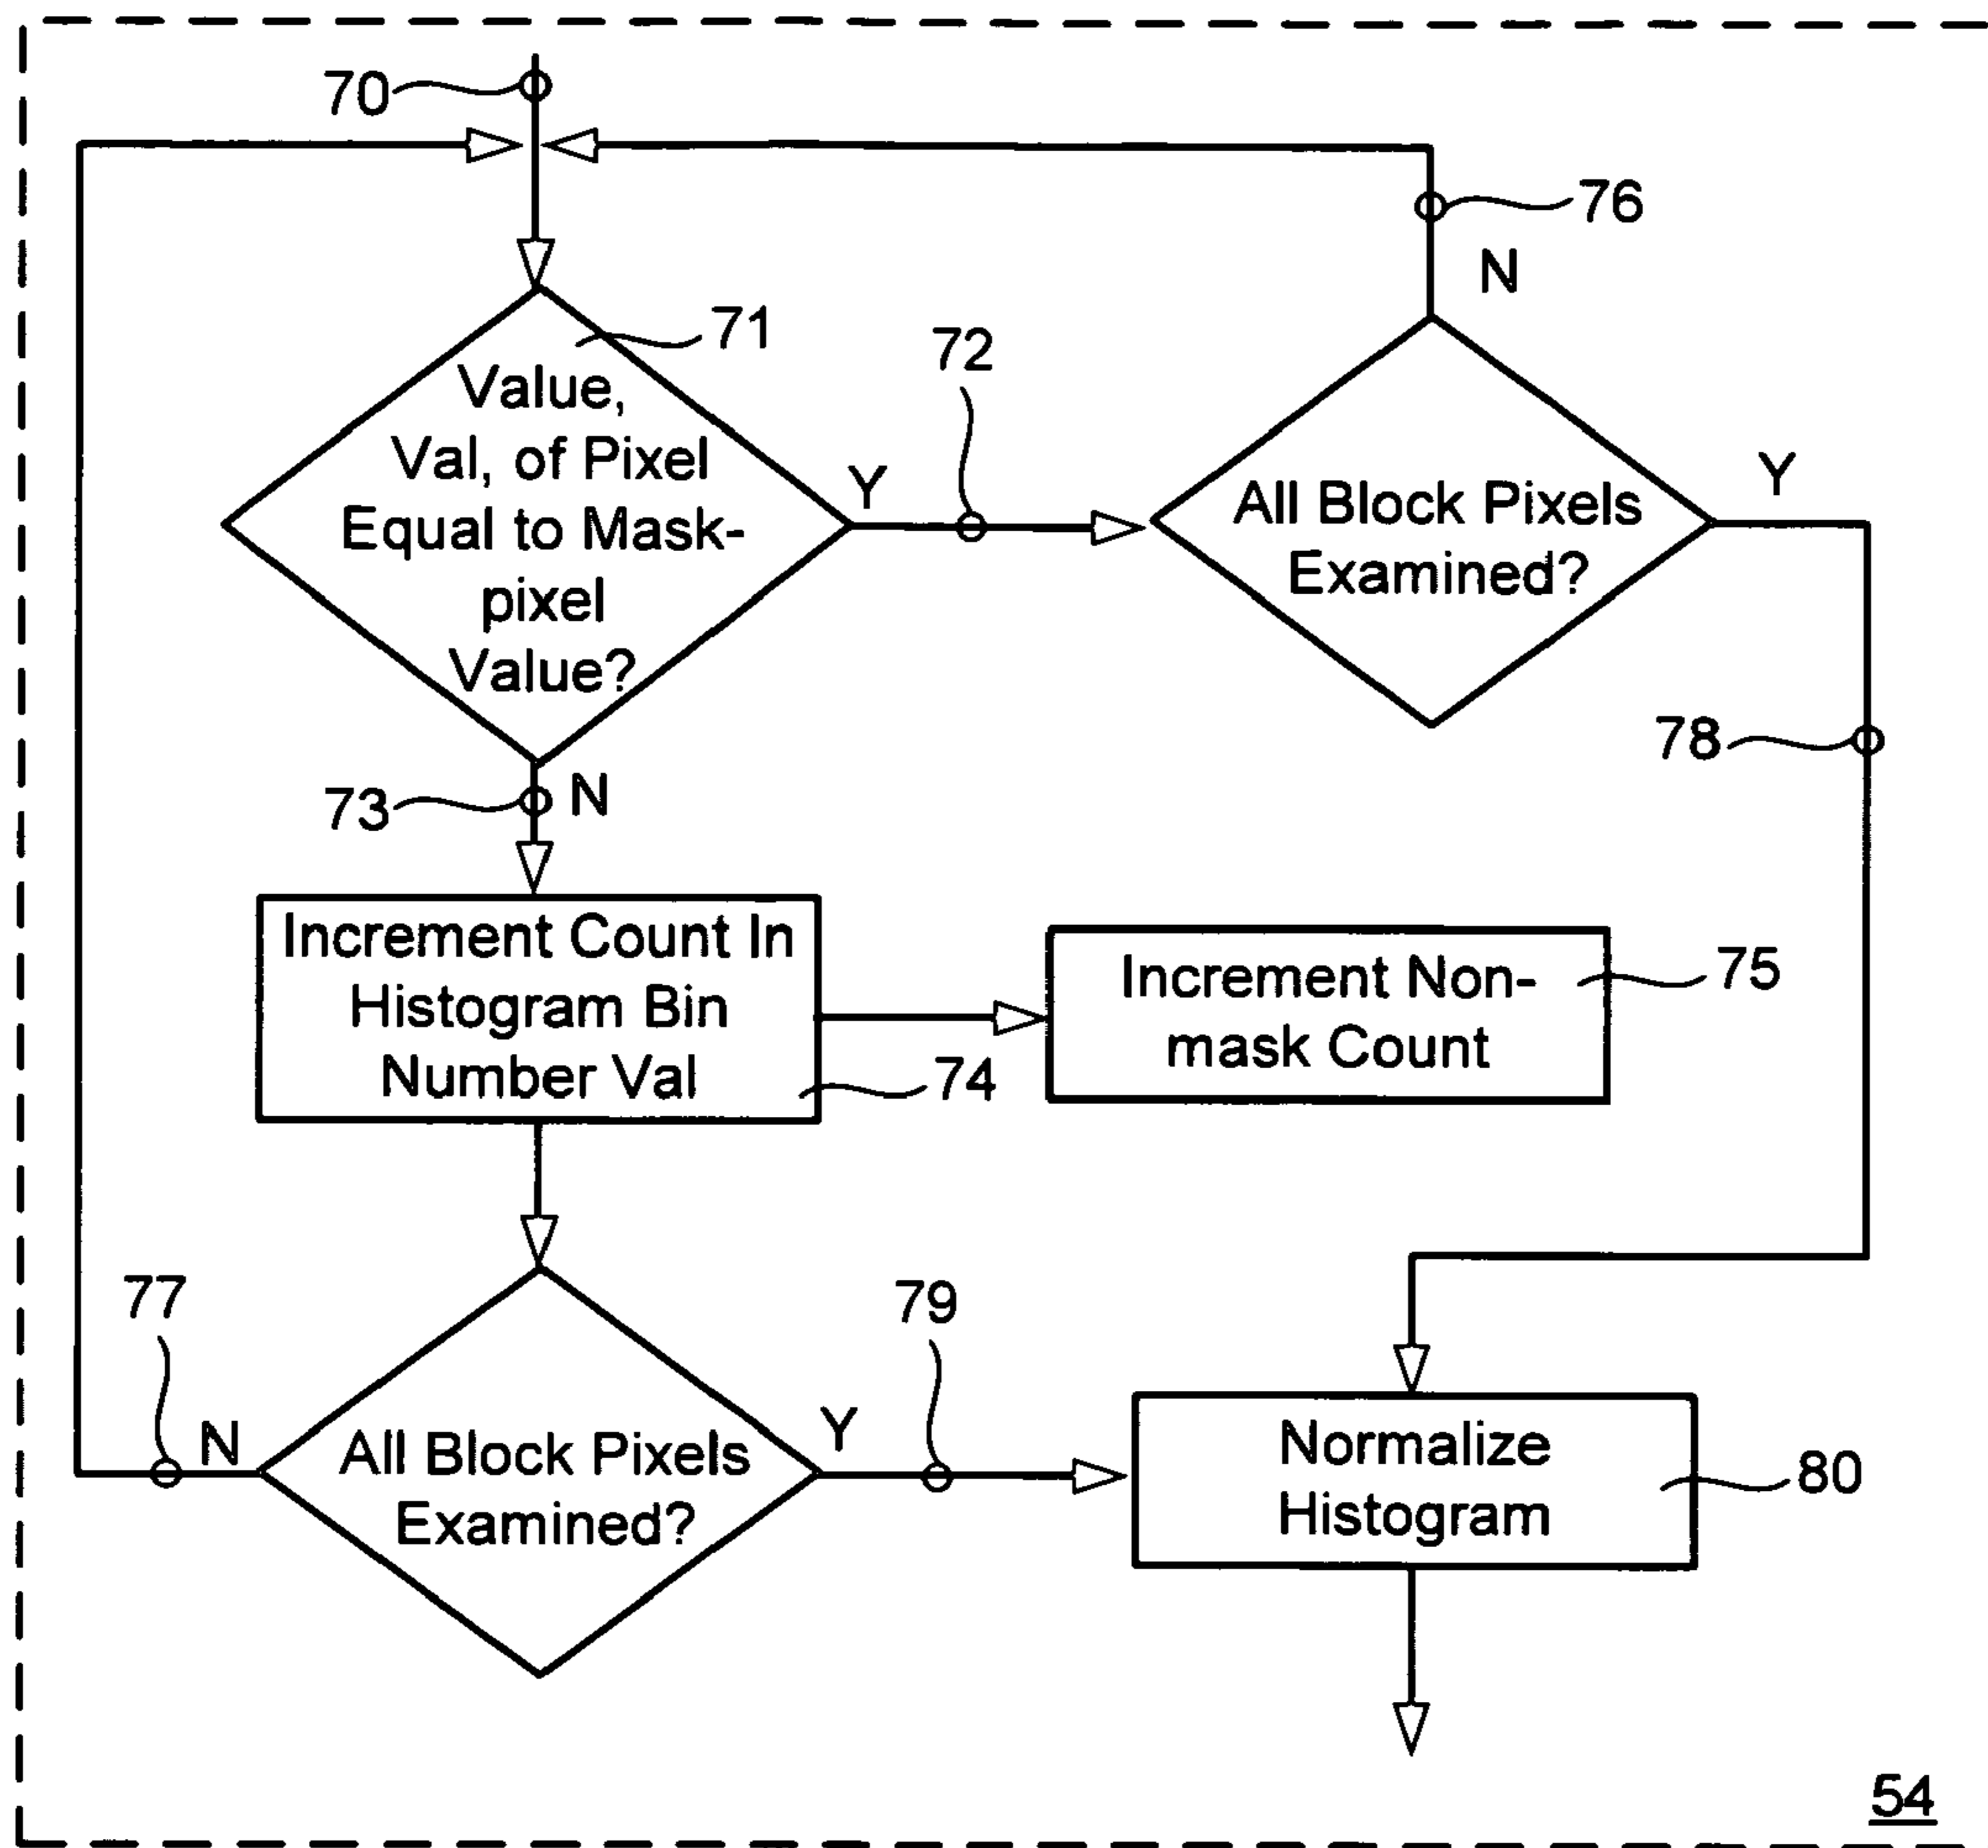 70
76
N
71
Value,
Val, of Pixel
Equal to Mask-
pixel
Value?
72
Y
All Block Pixels
Examined?
Y
78
73
N
Increment Count In
Histogram Bin
Number Val
74
Increment Non-
mask Count
75
77
N
All Block Pixels
Examined?
79
Y
Normalize
Histogram
80
54